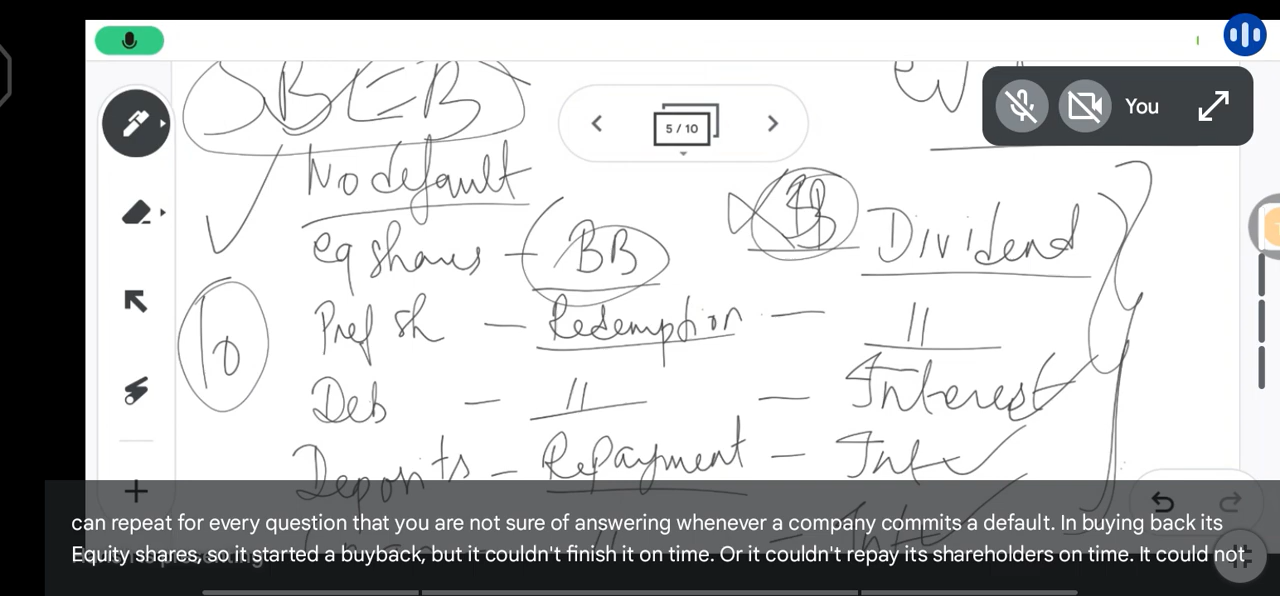 SBEB
You
5 / 10
No default
eq shares - BB Dividend
10
Pref sh - Redemption - 11
Deb - 11 - Interest
Deposits - Repayment - Int
can repeat for every question that you are not sure of answering whenever a company commits a default. In buying back its
Equity shares, so it started a buyback, but it couldn't finish it on time. Or it couldn't repay its shareholders on time. It could not